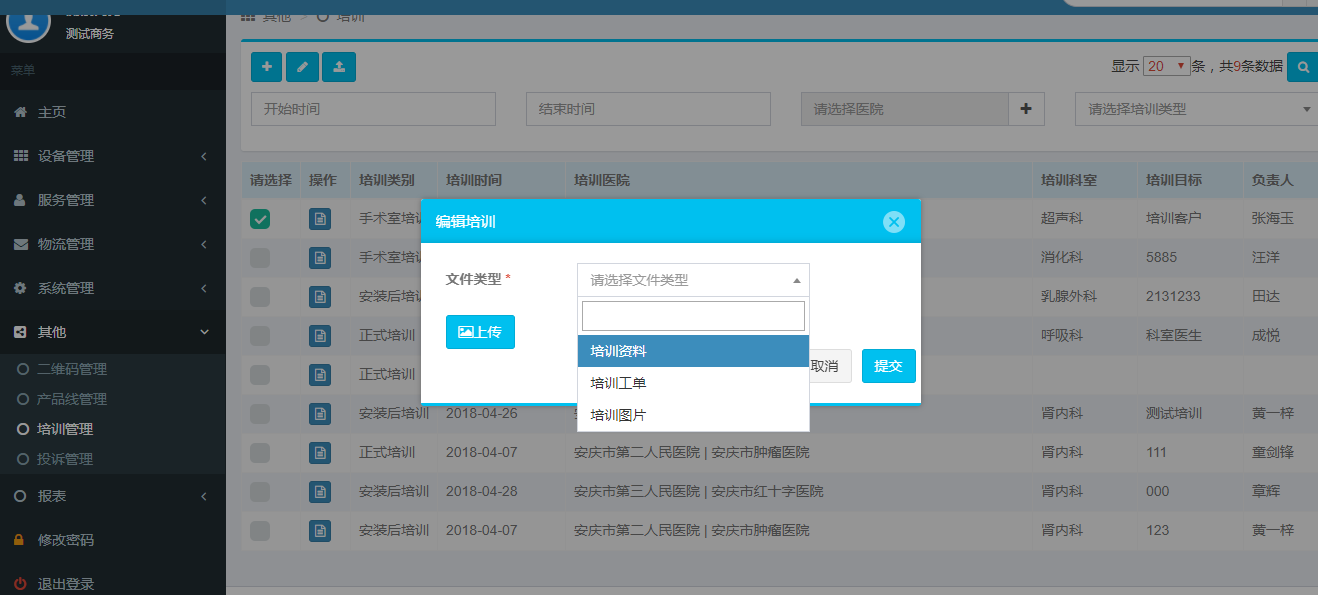 测试商务
菜单
主页
设备管理
服务管理
物流管理
系统管理
其他
二维码管理
产品线管理
培训管理
投诉管理
报表
修改密码
退出登录
其他 > 培训
显示 20 条，共9条数据
开始时间 结束时间 请选择医院 请选择培训类型
请选择 操作 培训类别 培训时间 培训医院 培训科室 培训目标 负责人
手术室培训 超声科 培训客户 张海玉
手术室培训 消化科 5885 汪洋
安装后培训 乳腺外科 2131233 田达
正式培训 呼吸科 科室医生 成悦
正式培训
安装后培训 2018-04-26 肾内科 测试培训 黄一梓
正式培训 2018-04-07 安庆市第二人民医院 | 安庆市肿瘤医院 肾内科 111 童剑锋
安装后培训 2018-04-28 安庆市第三人民医院 | 安庆市红十字医院 肾内科 000 章辉
安装后培训 2018-04-07 安庆市第二人民医院 | 安庆市肿瘤医院 肾内科 123 黄一梓
编辑培训
文件类型 * 请选择文件类型
上传
培训资料
培训工单
培训图片
取消 提交